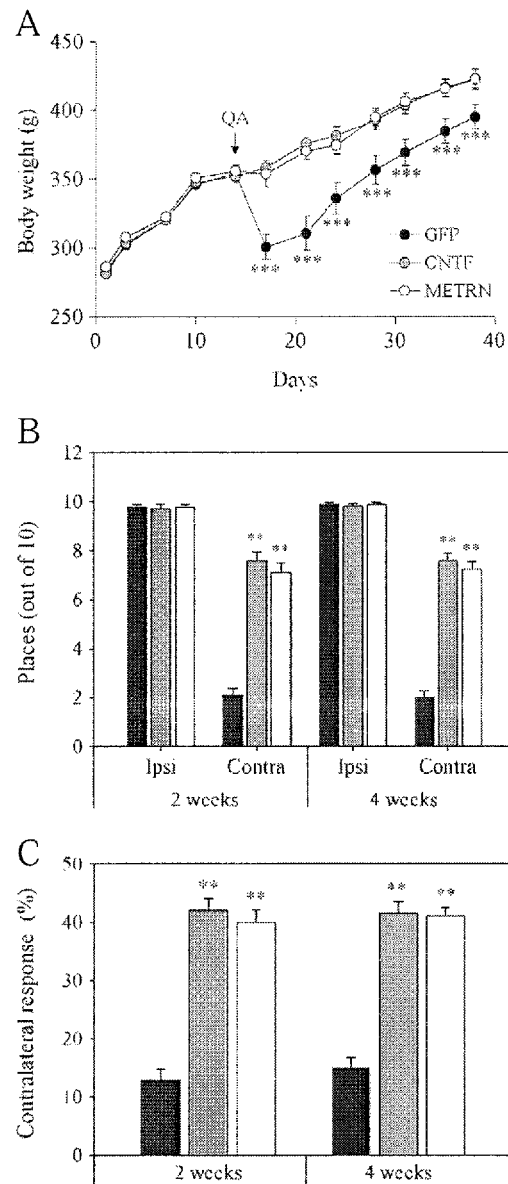 A
450
400
350
300
250
Body weight (g)
QA
***
***
***
***
***
***
***
GFP
CNTF
METRN
0
10
20
30
40
Days
B
12
10
8
6
4
2
0
Places (out of 10)
**
**
**
**
Ipsi
Contra
Ipsi
Contra
2 weeks
4 weeks
C
50
40
30
20
10
0
Contralateral response (%)
**
**
**
**
2 weeks
4 weeks